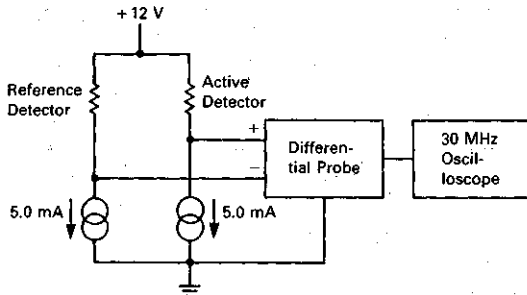 +12 V
Reference
Detector
Active
Detector
+
−
Differen-
tial Probe
30 MHz
Oscil-
loscope
5.0 mA
5.0 mA